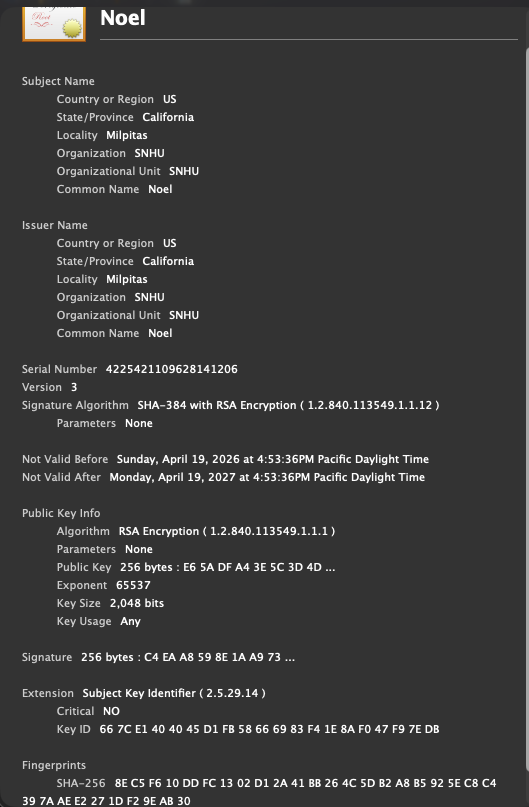 Noel
Subject Name
Country or Region US
State/Province California
Locality Milpitas
Organization SNHU
Organizational Unit SNHU
Common Name Noel
Issuer Name
Country or Region US
State/Province California
Locality Milpitas
Organization SNHU
Organizational Unit SNHU
Common Name Noel
Serial Number 4225421109628141206
Version 3
Signature Algorithm SHA-384 with RSA Encryption ( 1.2.840.113549.1.1.12 )
Parameters None
Not Valid Before Sunday, April 19, 2026 at 4:53:36PM Pacific Daylight Time
Not Valid After Monday, April 19, 2027 at 4:53:36PM Pacific Daylight Time
Public Key Info
Algorithm RSA Encryption ( 1.2.840.113549.1.1.1 )
Parameters None
Public Key 256 bytes : E6 5A DF A4 3E 5C 3D 4D ...
Exponent 65537
Key Size 2,048 bits
Key Usage Any
Signature 256 bytes : C4 EA A8 59 8E 1A A9 73 ...
Extension Subject Key Identifier ( 2.5.29.14 )
Critical NO
Key ID 66 7C E1 40 40 45 D1 FB 58 66 69 83 F4 1E 8A F0 47 F9 7E DB
Fingerprints
SHA-256 8E C5 F6 10 DD FC 13 02 D1 2A 41 BB 26 4C 5D B2 A8 B5 92 5E C8 C4
39 7A AE E2 27 1D F2 9E AB 30